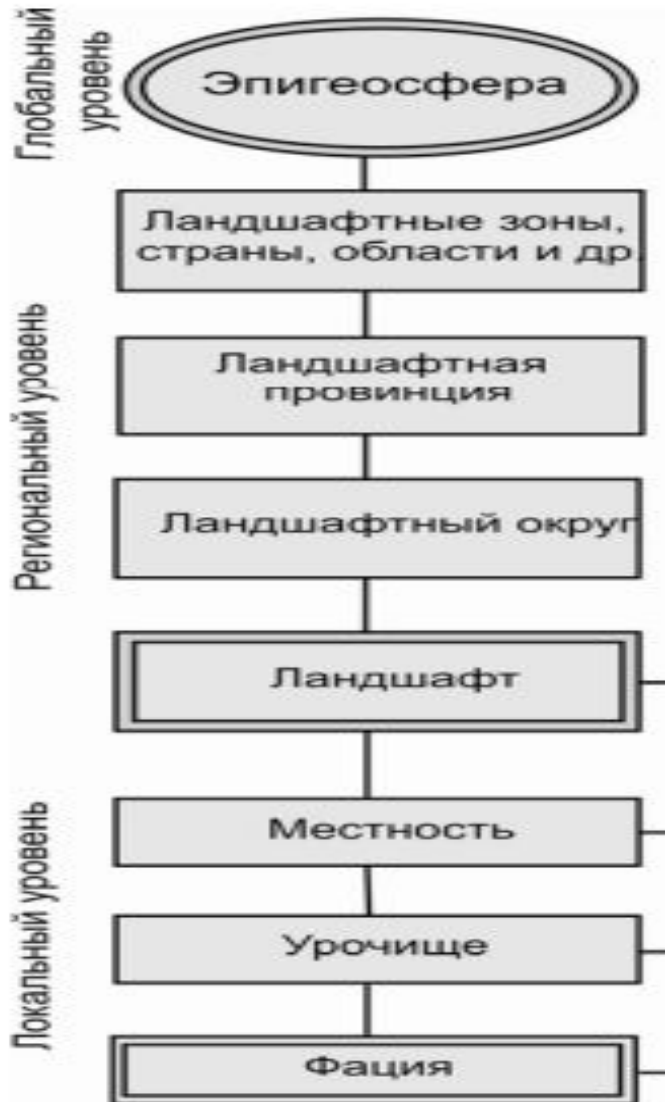 Глобальный
уровень
Эпигеосфера
Ландшафтные зоны,
страны, области и др.
Региональный уровень
Ландшафтная
провинция
Ландшафтный округ
Ландшафт
Локальный уровень
Местность
Урочище
Фация